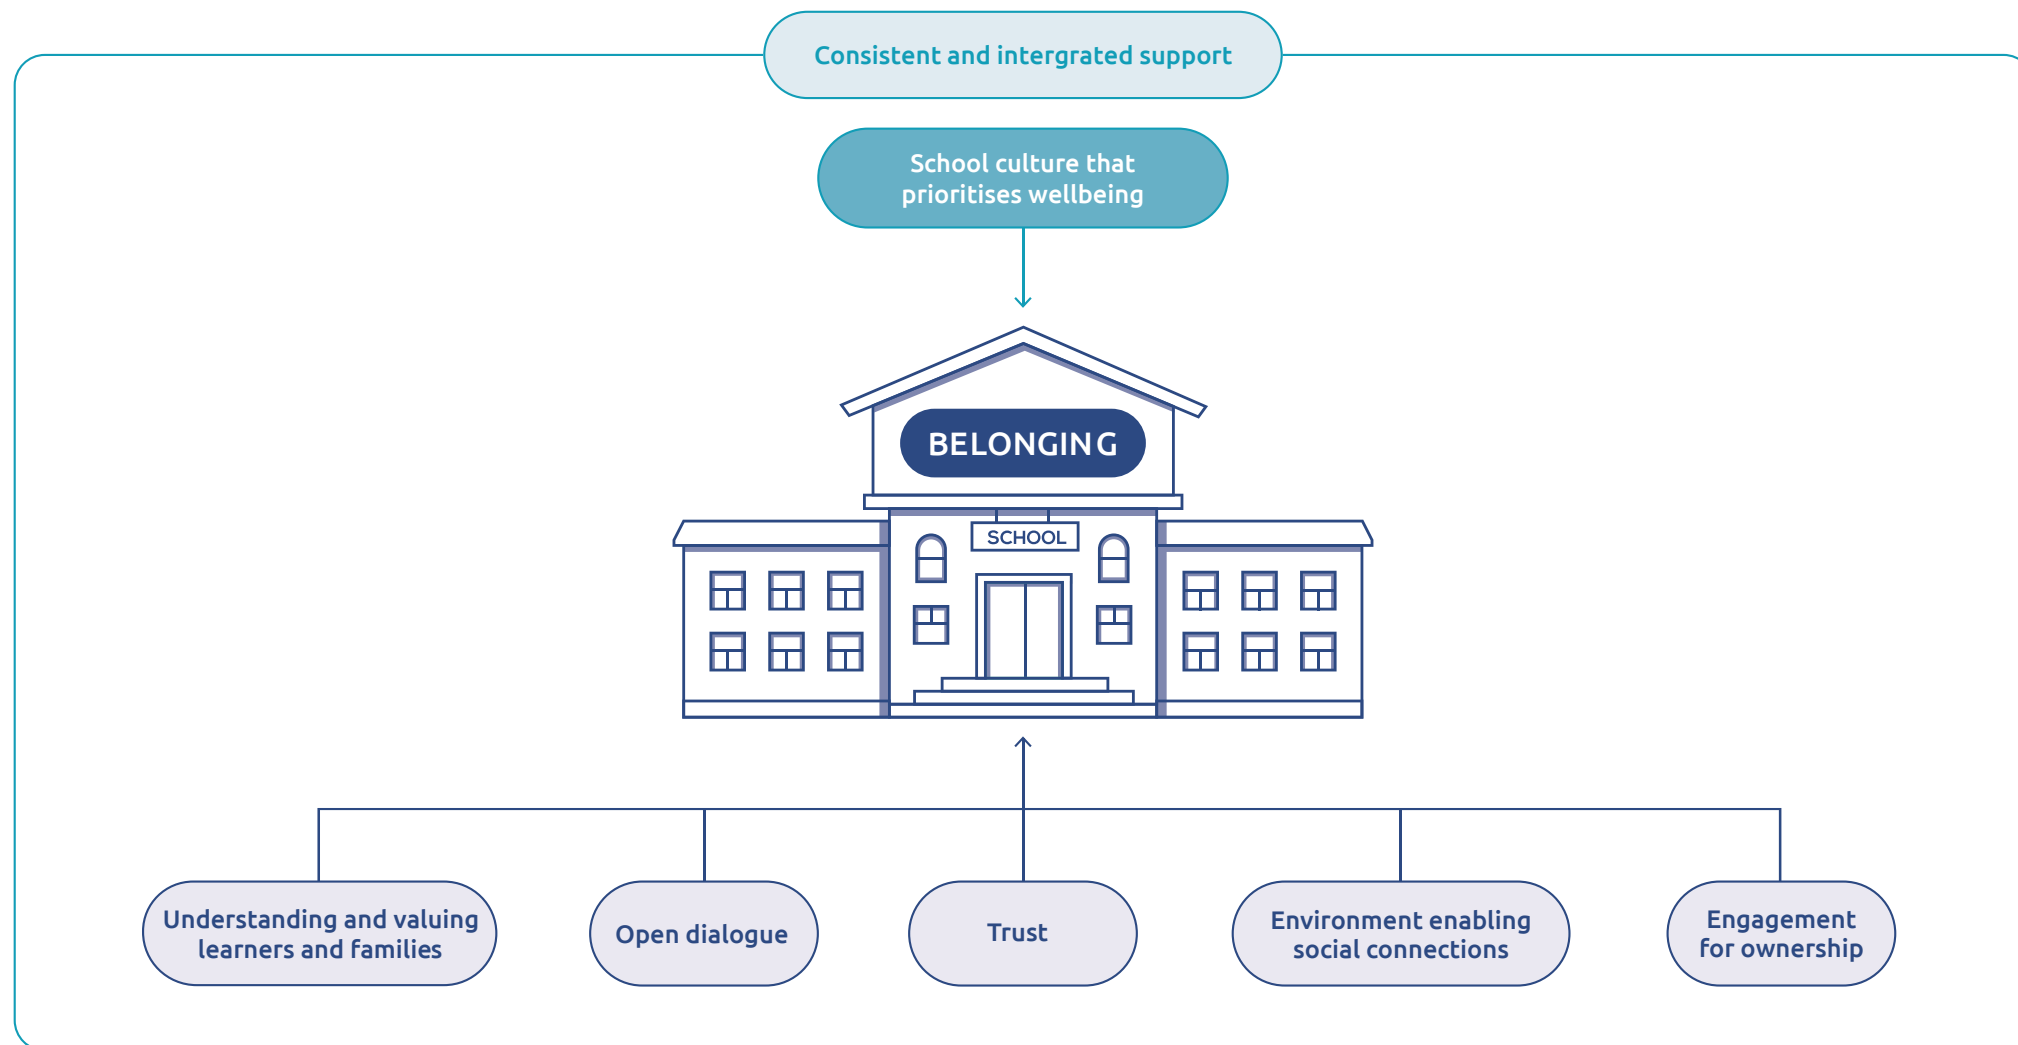 Consistent and intergrated support
School culture that
prioritises wellbeing
BELONGING
SCHOOL
Understanding and valuing
learners and families
Open dialogue
Trust
Environment enabling
social connections
Engagement
for ownership